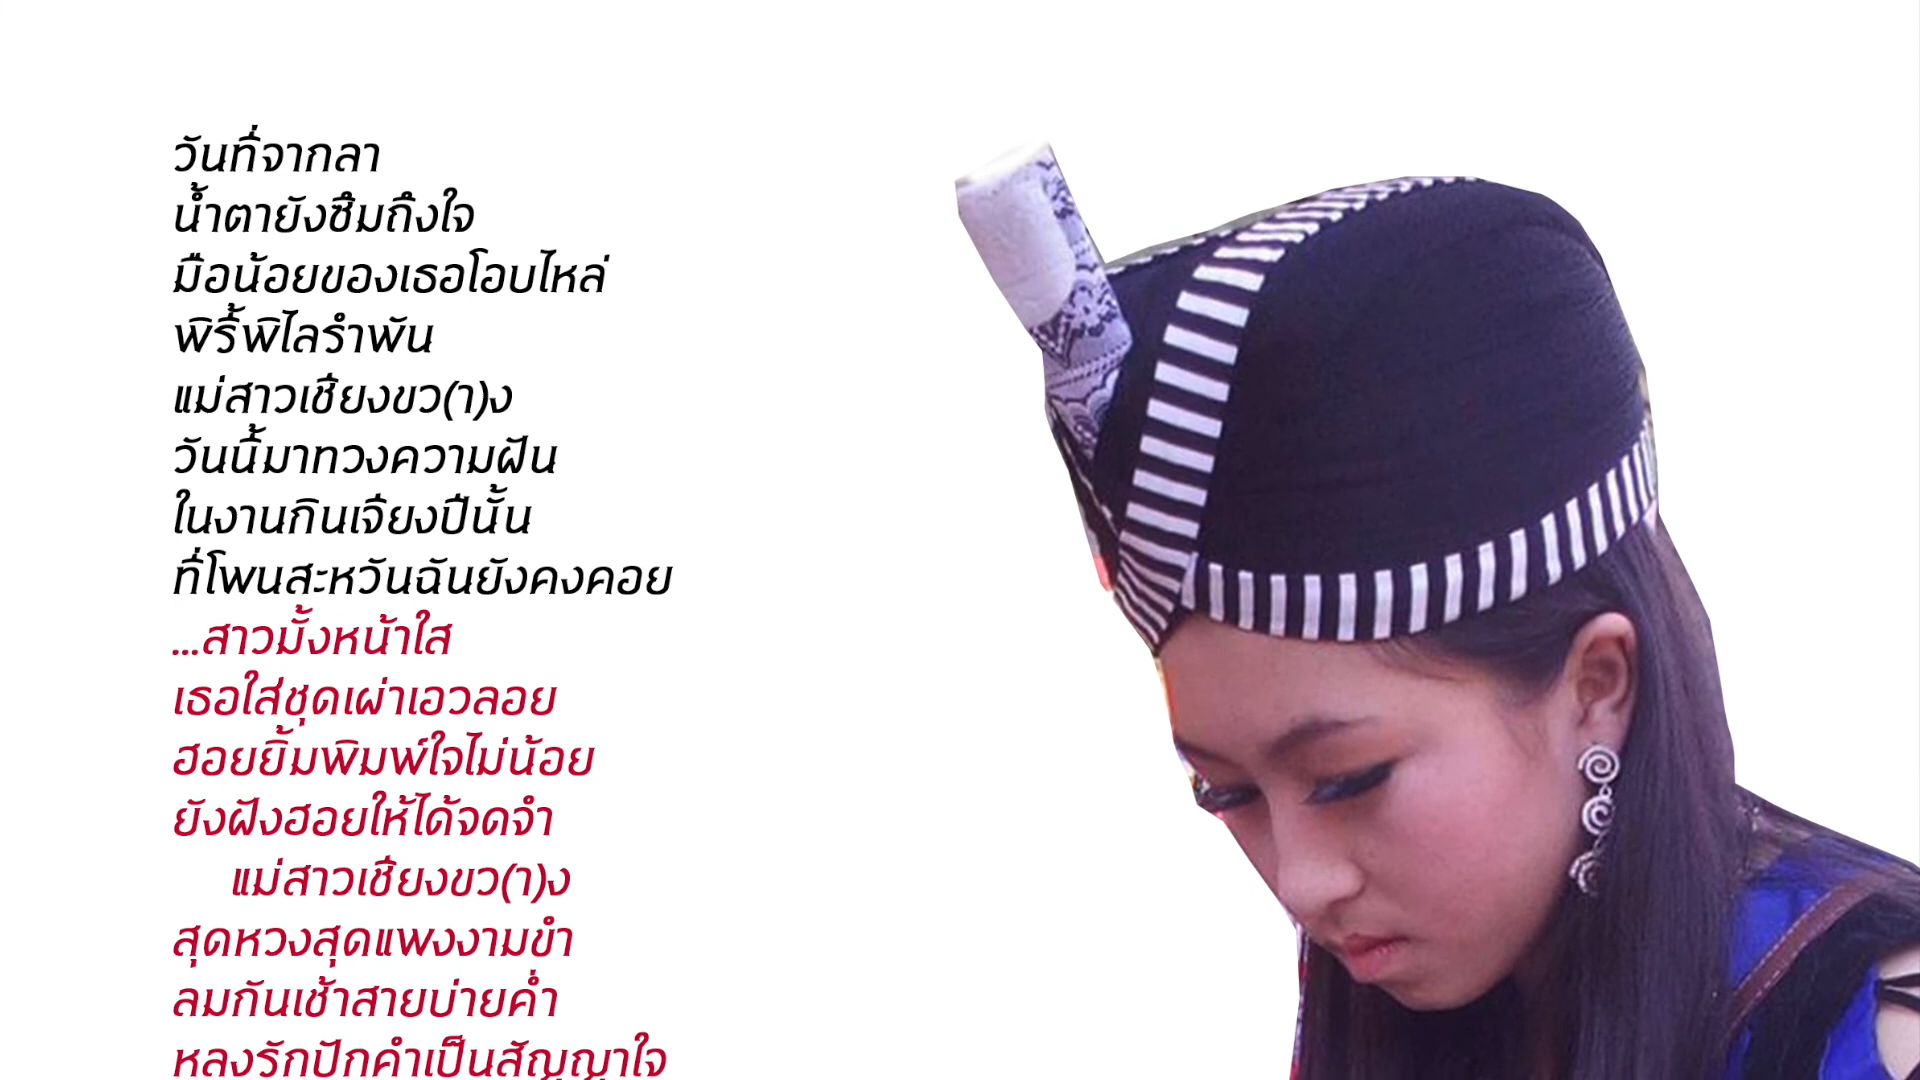 วันที่จากลา
น้ำตายังซึมถึงใจ
มือน้อยของเธอโอบไหล่
พิรี้พิไลรำพัน
แม่สาวเชียงขว(า)ง
วันนี้มาทวงความฝัน
ในงานกินเจียงปีนั้น
ที่โพนสะหวันฉันยังคงคอย
...สาวมั้งหน้าใส
เธอใส่ชุดเผ่าเอวลอย
ฮอยยิ้มพิมพ์ใจไม่น้อย
ยังฝังฮอยให้ได้จดจำ
แม่สาวเชียงขว(า)ง
สุดหวงสุดแพงงามขำ
ลมกันเช้าสายบ่ายค่ำ
หลงรักปักคำเป็นสัญญาใจ